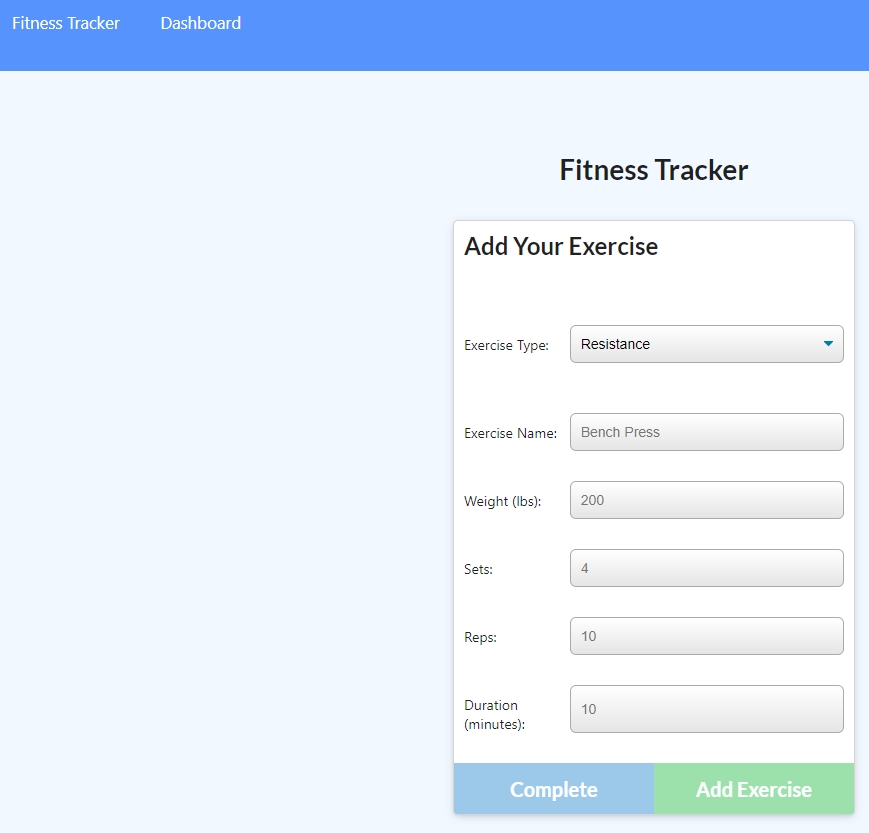 Fitness Tracker Dashboard
Fitness Tracker
Add Your Exercise
Exercise Type: Resistance
Exercise Name: Bench Press
Weight (lbs): 200
Sets: 4
Reps: 10
Duration
(minutes): 10
Complete Add Exercise